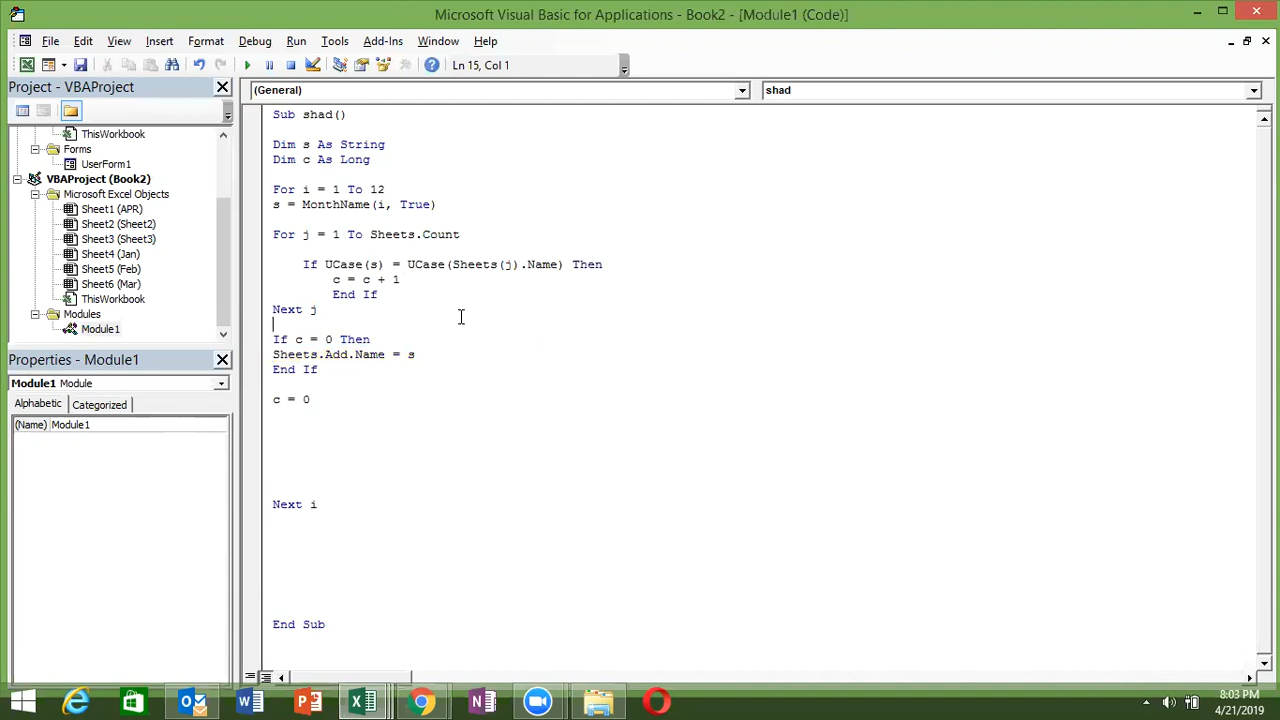 Microsoft Visual Basic for Applications - Book2 - [Module1 (Code)]
File Edit View Insert Format Debug Run Tools Add-Ins Window Help
Ln 15, Col 1
Project - VBAProject
(General)
shad
ThisWorkbook
Forms
UserForm1
VBAProject (Book2)
Microsoft Excel Objects
Sheet1 (APR)
Sheet2 (Sheet2)
Sheet3 (Sheet3)
Sheet4 (Jan)
Sheet5 (Feb)
Sheet6 (Mar)
ThisWorkbook
Modules
Module1
Properties - Module1
Module1 Module
Alphabetic Categorized
(Name) Module1
Sub shad()
Dim s As String
Dim c As Long
For i = 1 To 12
s = MonthName(i, True)
For j = 1 To Sheets.Count
If UCase(s) = UCase(Sheets(j).Name) Then
c = c + 1
End If
Next j
If c = 0 Then
Sheets.Add.Name = s
End If
c = 0
Next i
End Sub
8:03 PM
4/21/2019